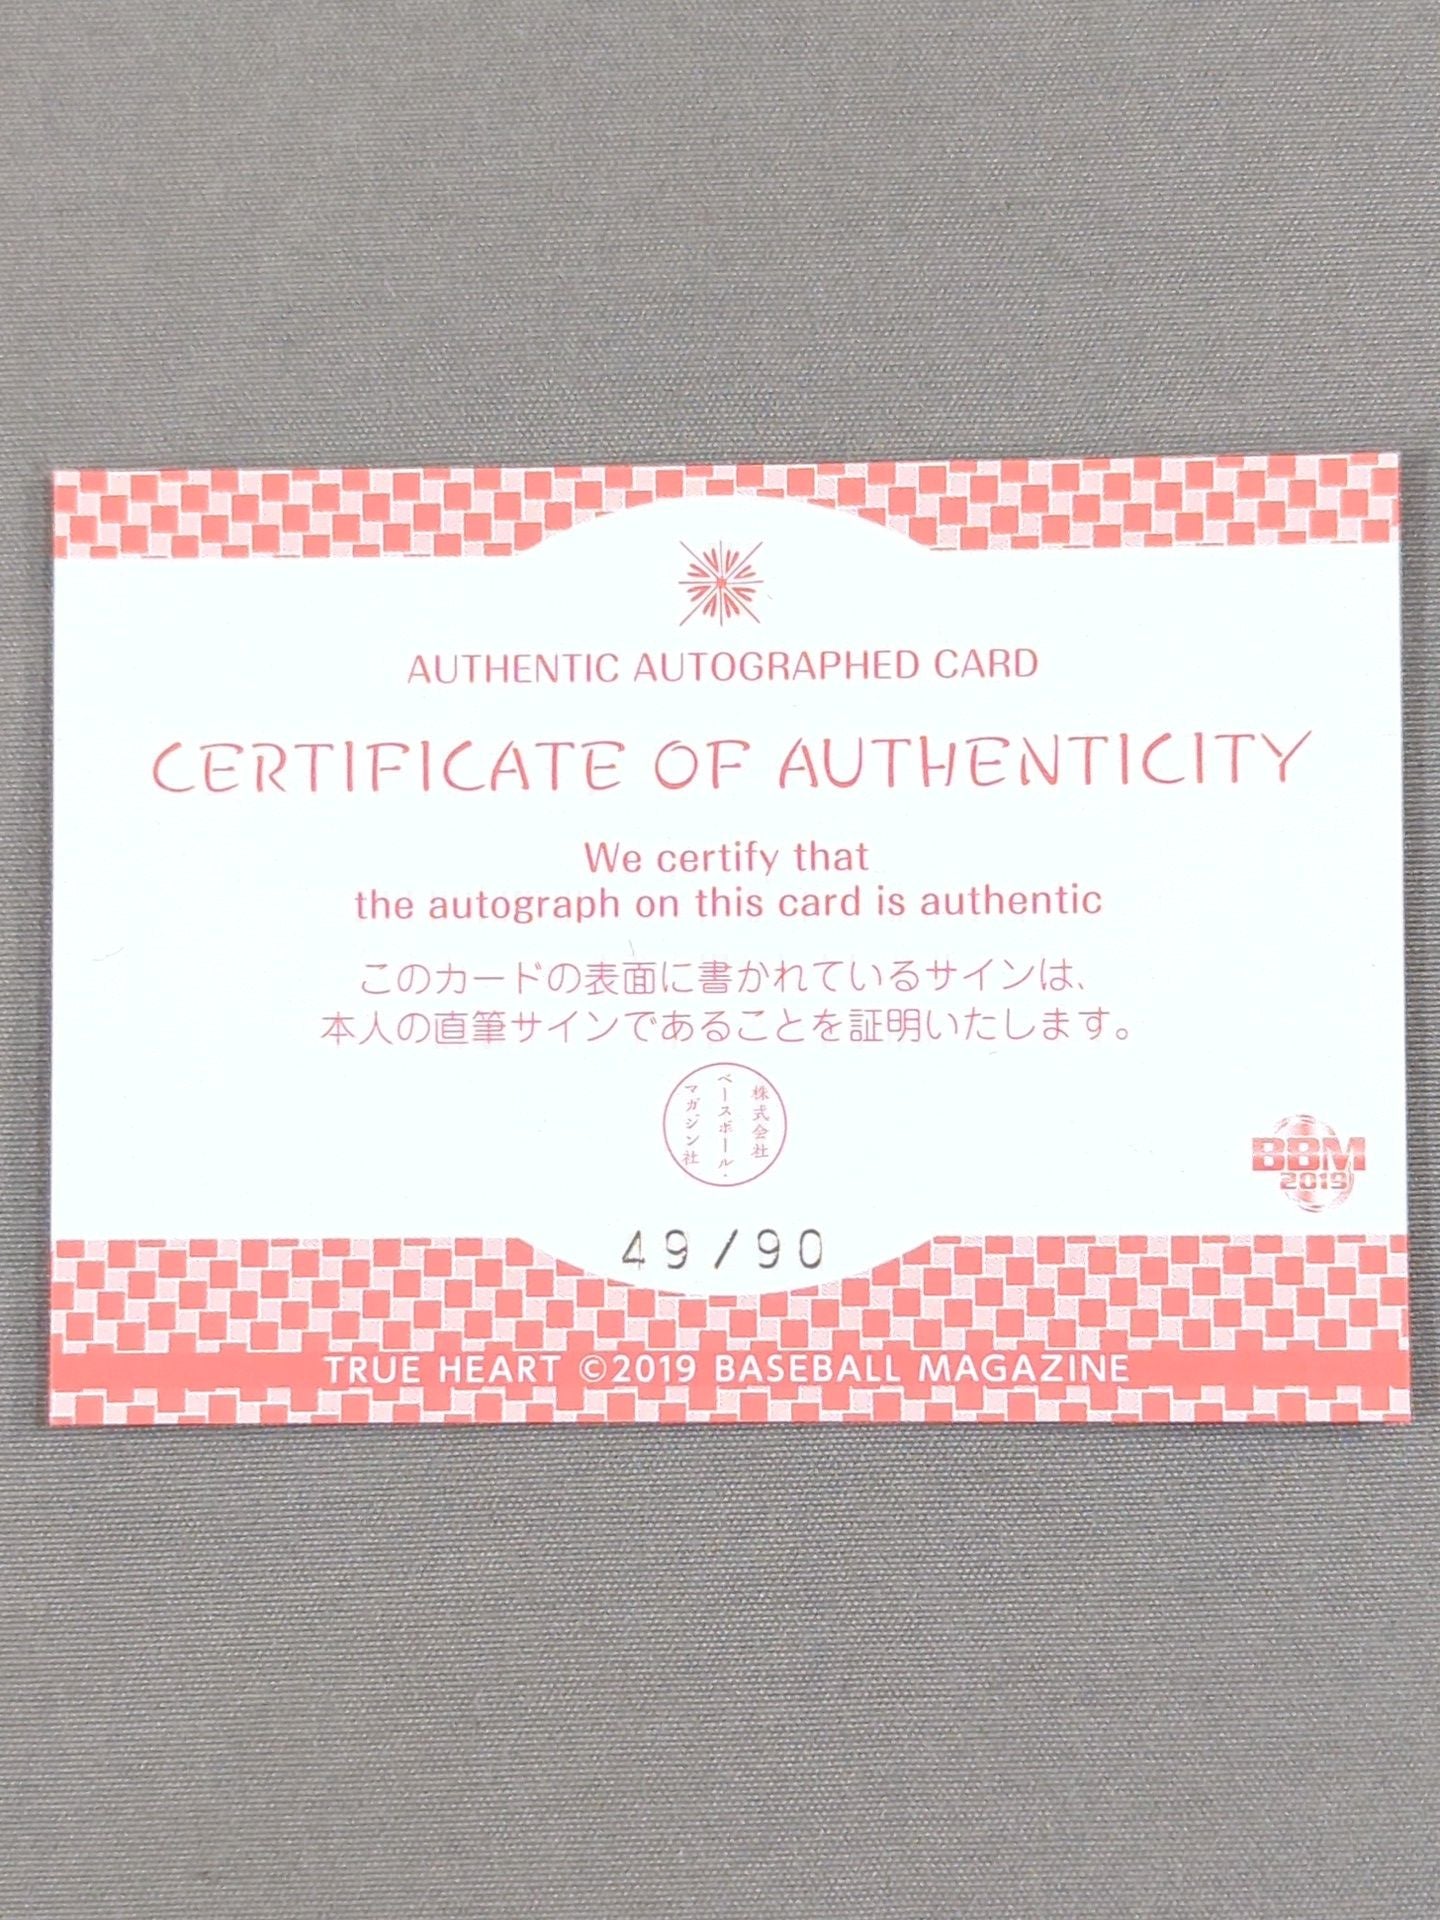 AUTHENTIC AUTOGRAPHED CARD
CERTIFICATE OF AUTHENTICITY
We certify that
the autograph on this card is authentic
このカードの表面に書かれているサインは、
本人の直筆サインであることを証明いたします。
株式会社
ベースボール・
マガジン社
BBM
2019
49/90
TRUE HEART ©2019 BASEBALL MAGAZINE